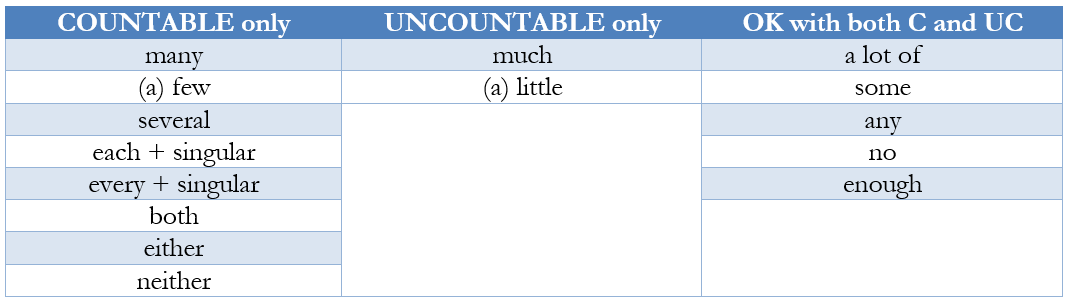 COUNTABLE only UNCOUNTABLE only OK with both C and UC
many much a lot of
(a) few (a) little some
several any
each + singular no
every + singular enough
both
either
neither